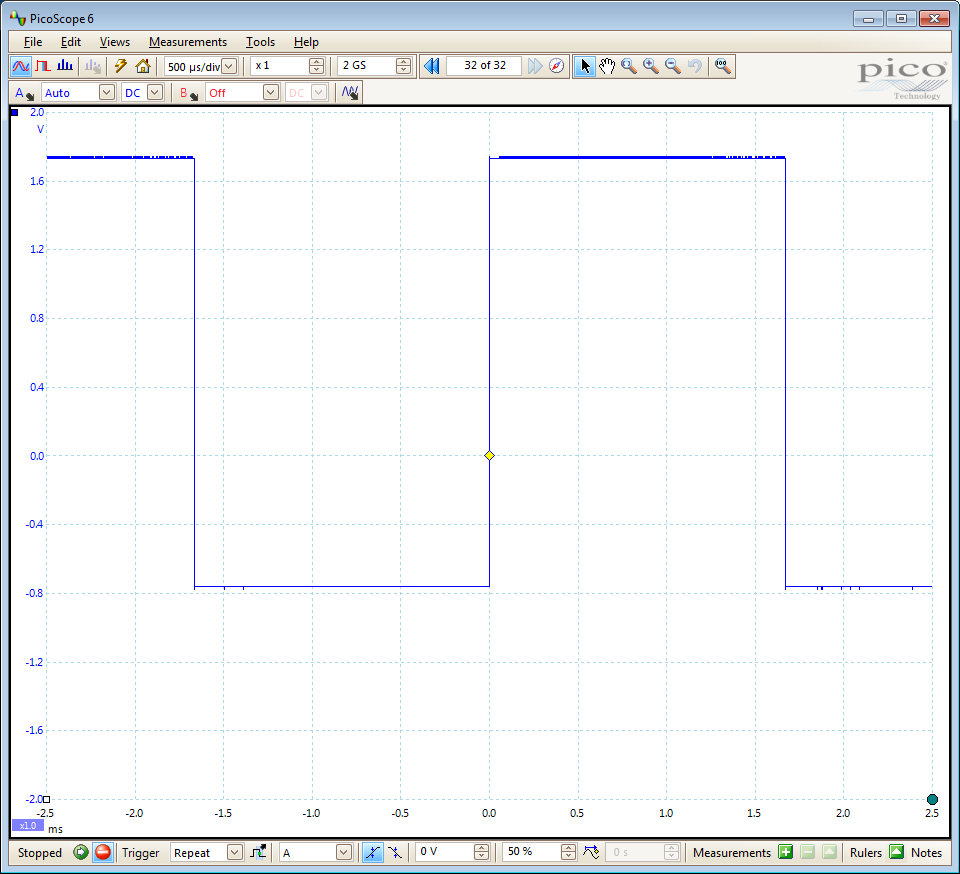 PicoScope 6
File Edit Views Measurements Tools Help
500 µs/div x 1 2 GS 32 of 32
pico
Technology
A Auto DC B Off DC
2.0
V
1.6
1.2
0.8
0.4
0.0
-0.4
-0.8
-1.2
-1.6
-2.0
-2.5 -2.0 -1.5 -1.0 -0.5 0.0 0.5 1.0 1.5 2.0 2.5
x1.0 ms
Stopped Trigger Repeat A 0 V 50 % 0 s Measurements Rulers Notes